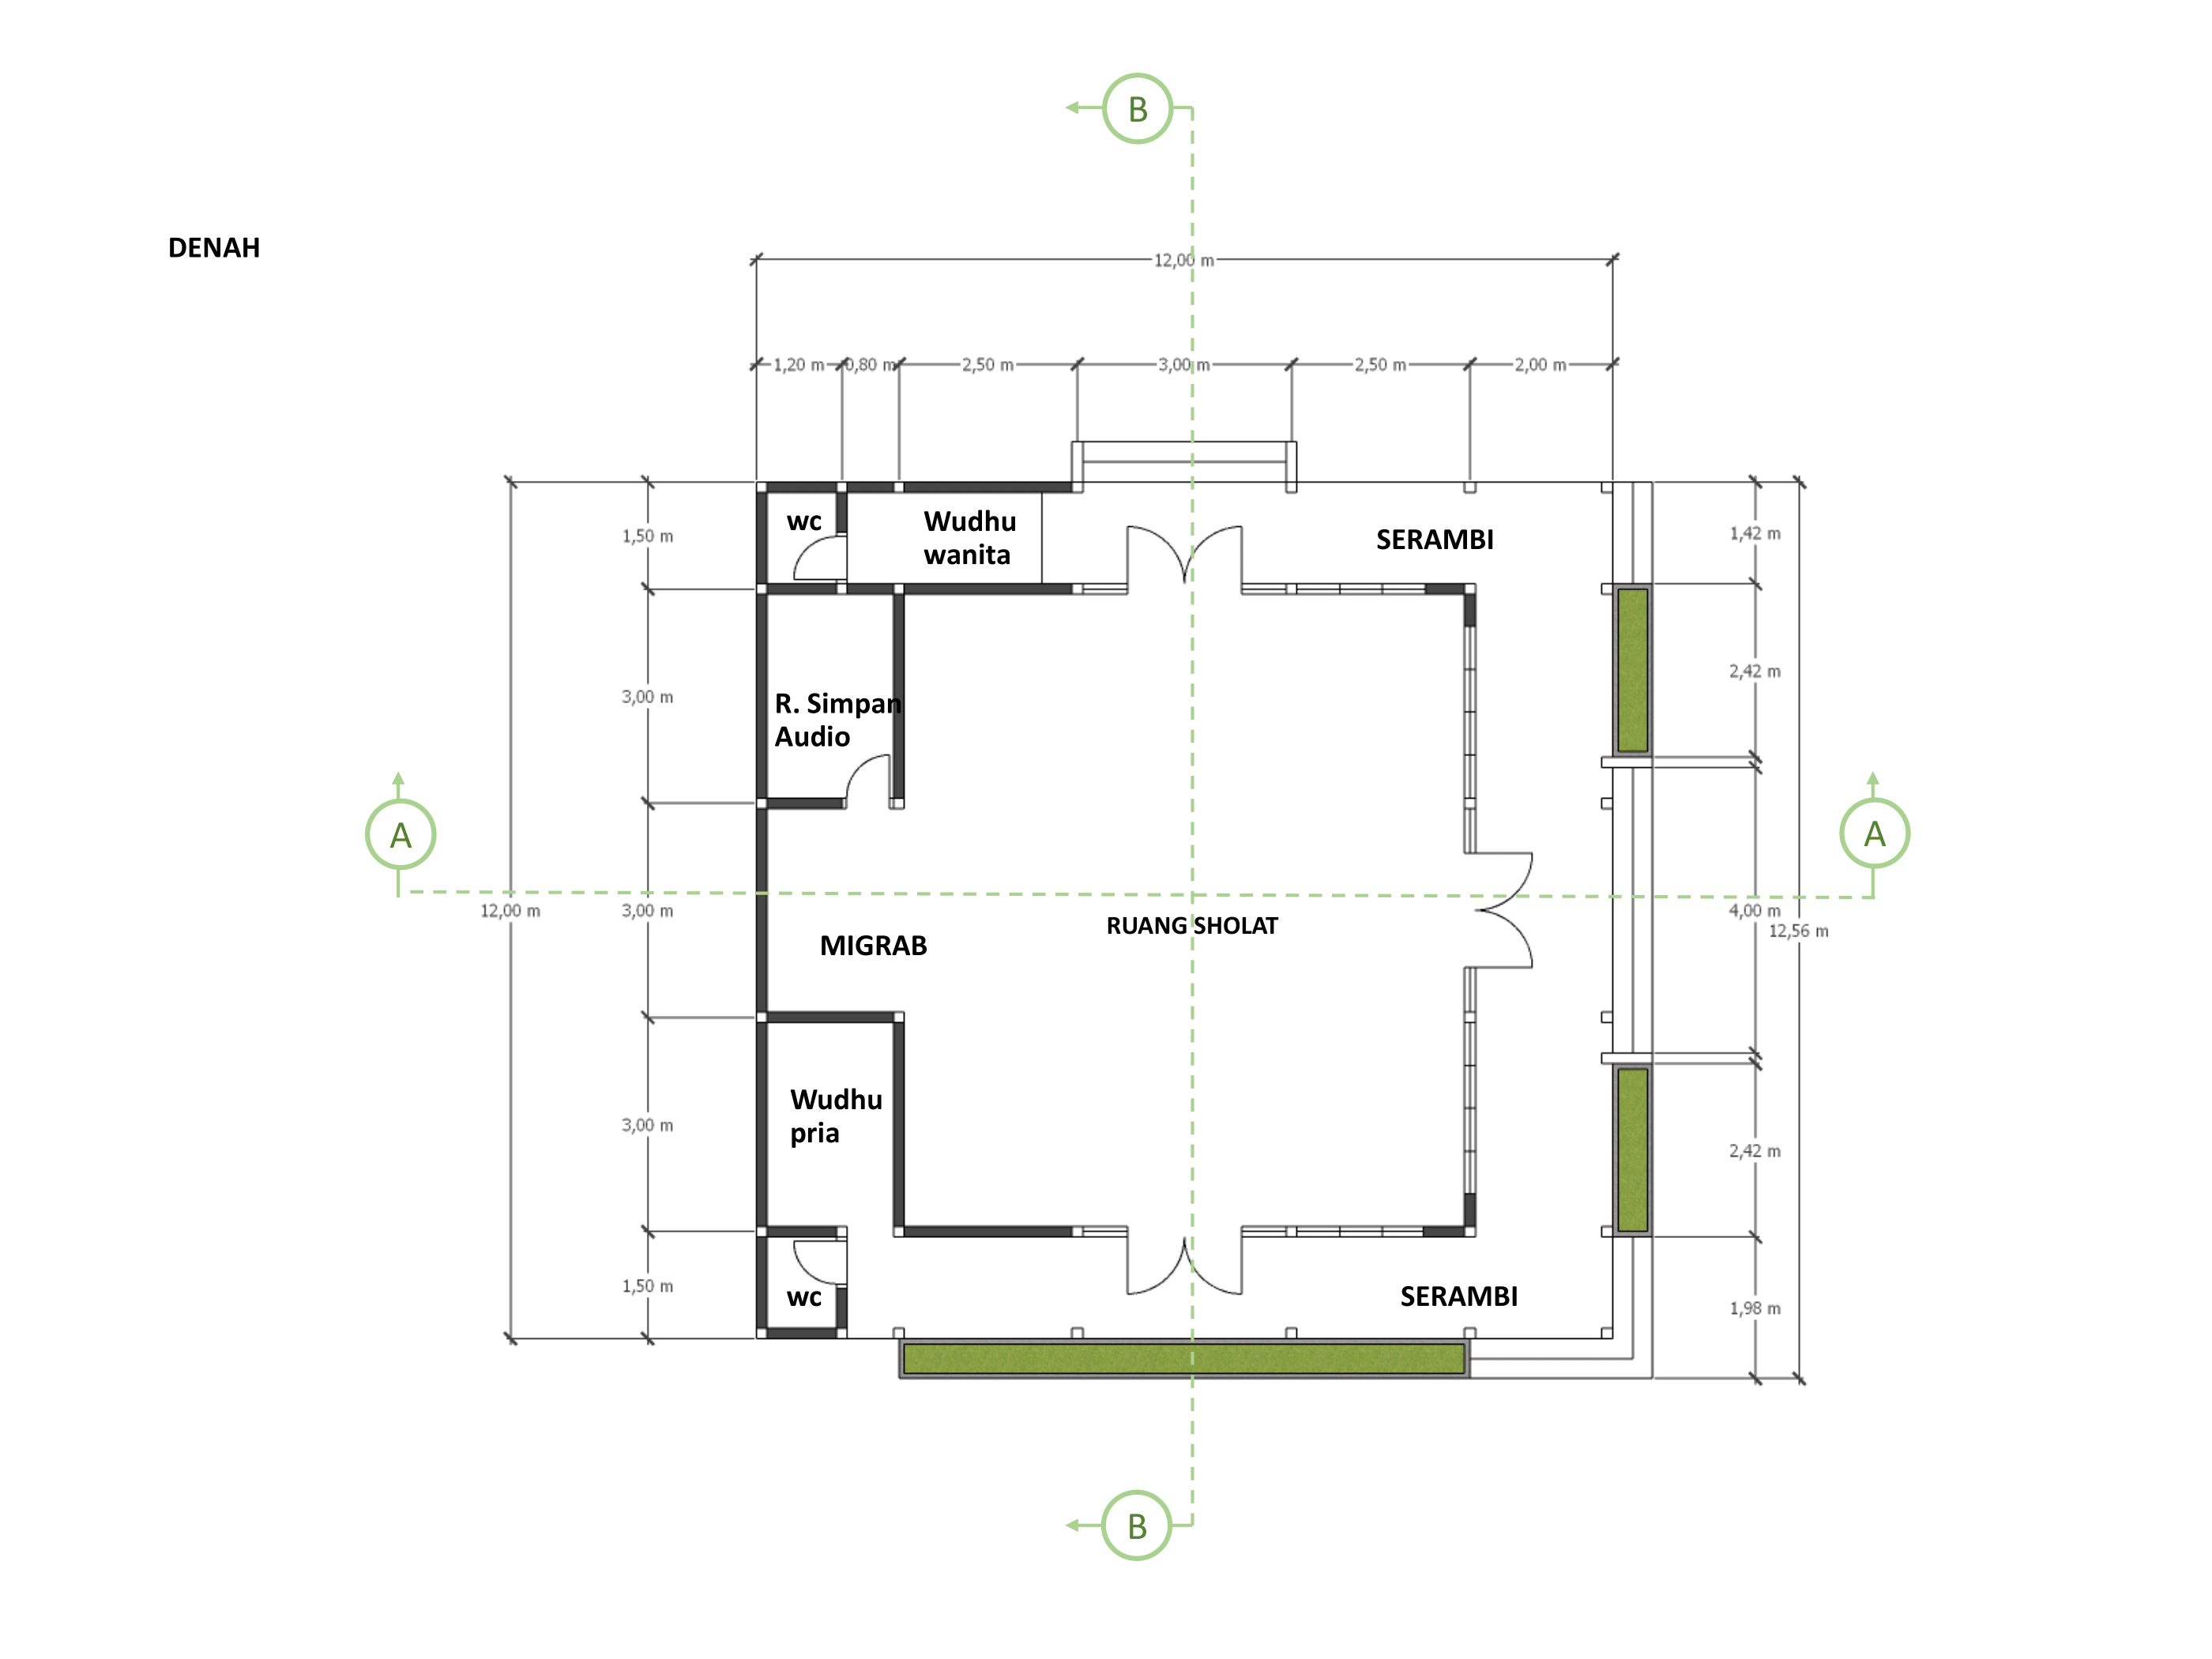 B
DENAH
12,00 m
1,20 m
0,80 m
2,50 m
3,00 m
2,50 m
2,00 m
wc
Wudhu
wanita
SERAMBI
1,50 m
1,42 m
3,00 m
2,42 m
R. Simpan
Audio
A
A
12,00 m
3,00 m
4,00 m
12,56 m
RUANG SHOLAT
MIGRAB
Wudhu
pria
3,00 m
2,42 m
1,50 m
wc
SERAMBI
1,98 m
B